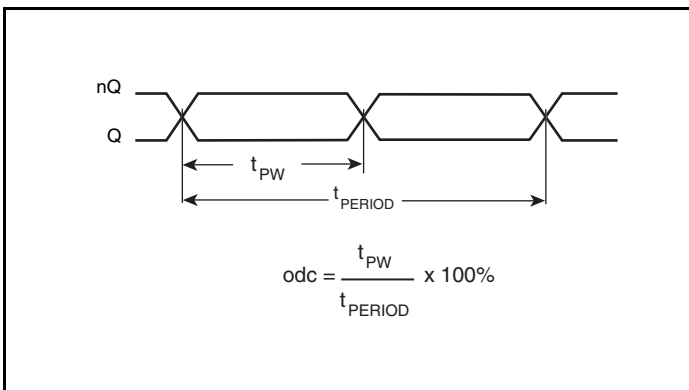 nQ
Q
tPW
tPERIOD
odc = tPW / tPERIOD x 100%